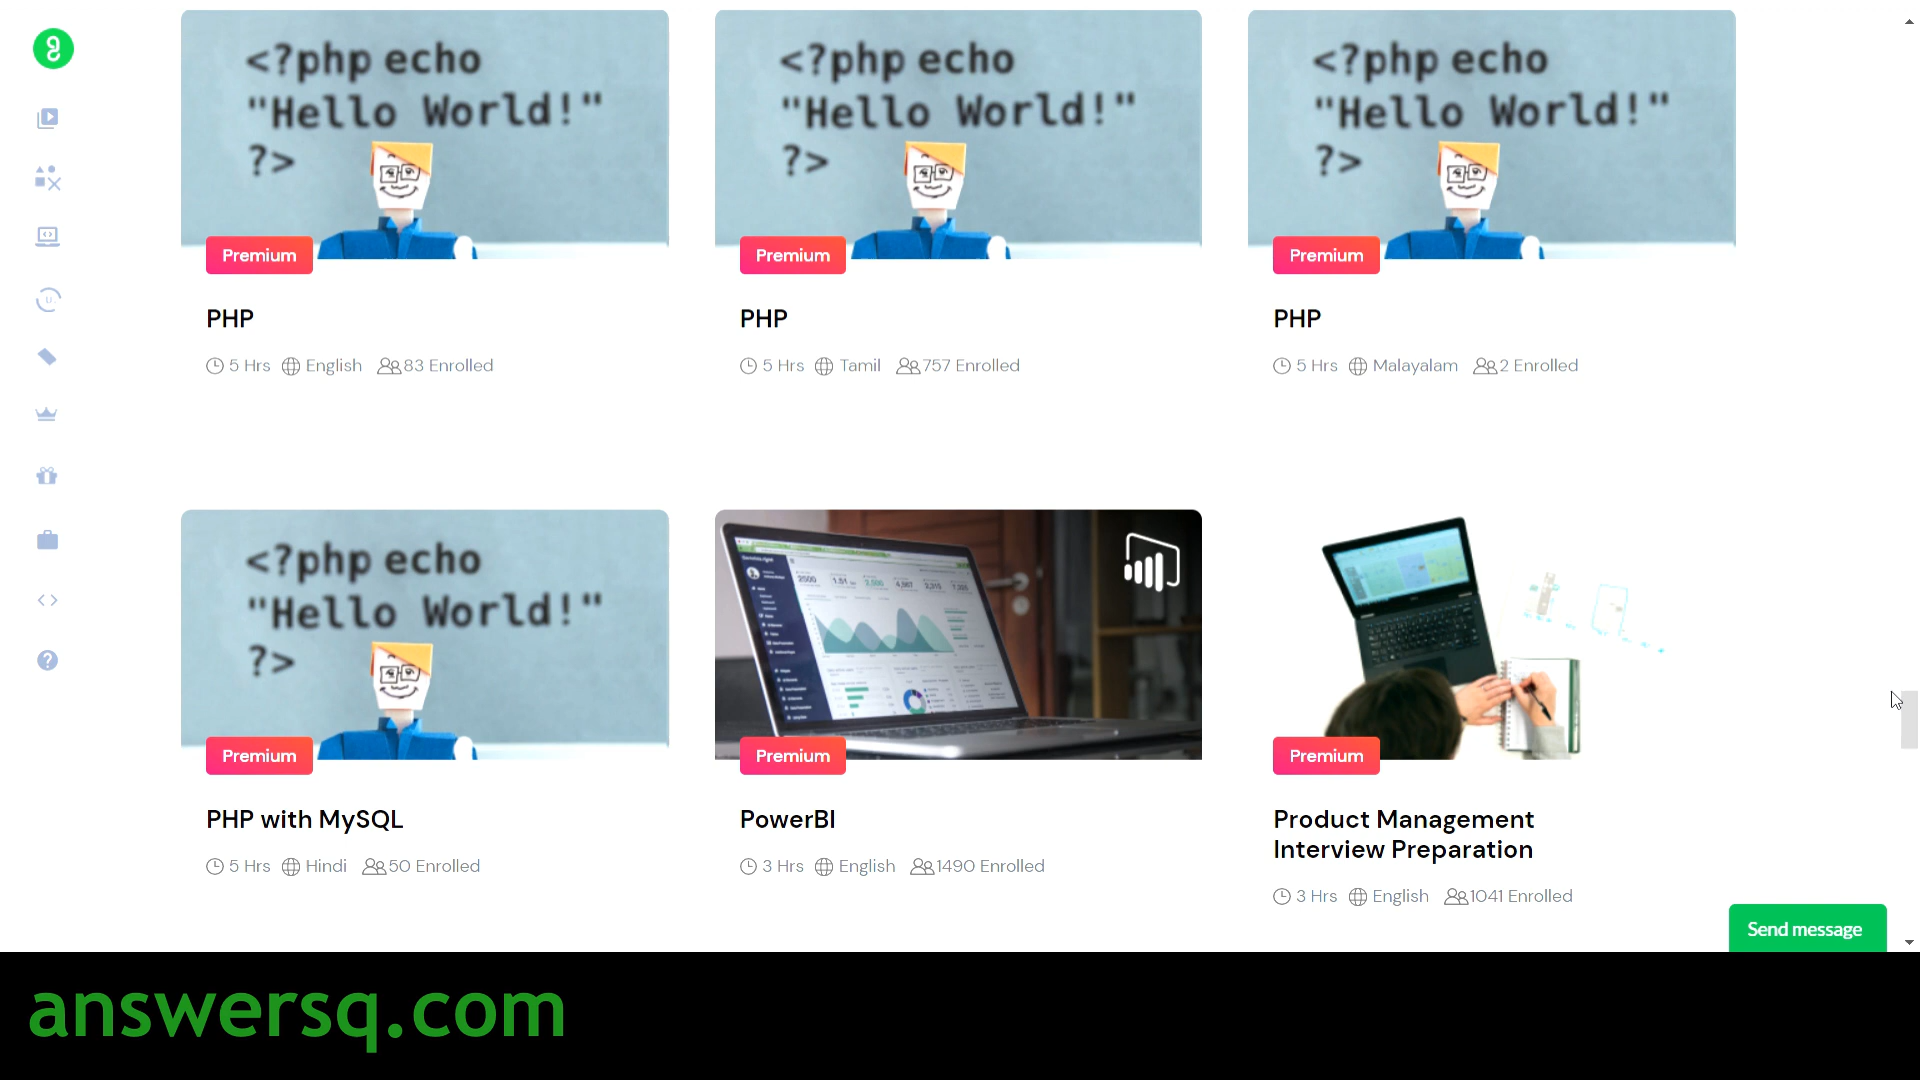 <?php echo
"Hello World!"
?>
Premium
PHP
5 Hrs English 83 Enrolled
<?php echo
"Hello World!"
?>
Premium
PHP
5 Hrs Tamil 757 Enrolled
<?php echo
"Hello World!"
?>
Premium
PHP
5 Hrs Malayalam 2 Enrolled
<?php echo
"Hello World!"
?>
Premium
PHP with MySQL
5 Hrs Hindi 50 Enrolled
Premium
PowerBI
3 Hrs English 1490 Enrolled
Premium
Product Management
Interview Preparation
3 Hrs English 1041 Enrolled
Send message
answersq.com